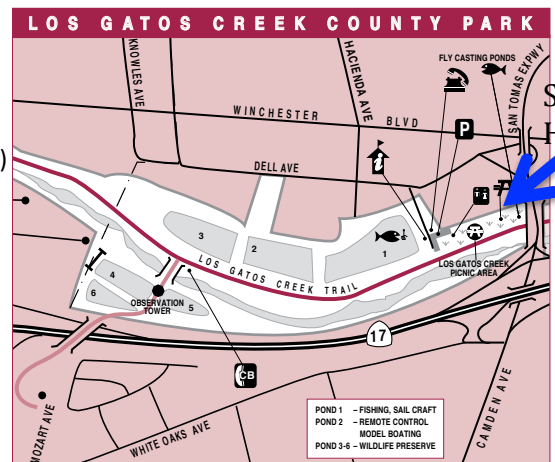 LOS GATOS CREEK COUNTY PARK
KNOWLES AVE
HACIENDA AVE
FLY CASTING PONDS
SAN TOMAS EXPWY
S
)
WINCHESTER BLVD
P
H
i
DELL AVE
3
2
1
LOS GATOS CREEK TRAIL
LOS GATOS CREEK
PICNIC AREA
4
6
5
OBSERVATION
TOWER
17
CB
MOZART AVE
WHITE OAKS AVE
CAMDEN AVE
POND 1 – FISHING, SAIL CRAFT
POND 2 – REMOTE CONTROL
MODEL BOATING
POND 3-6 – WILDLIFE PRESERVE